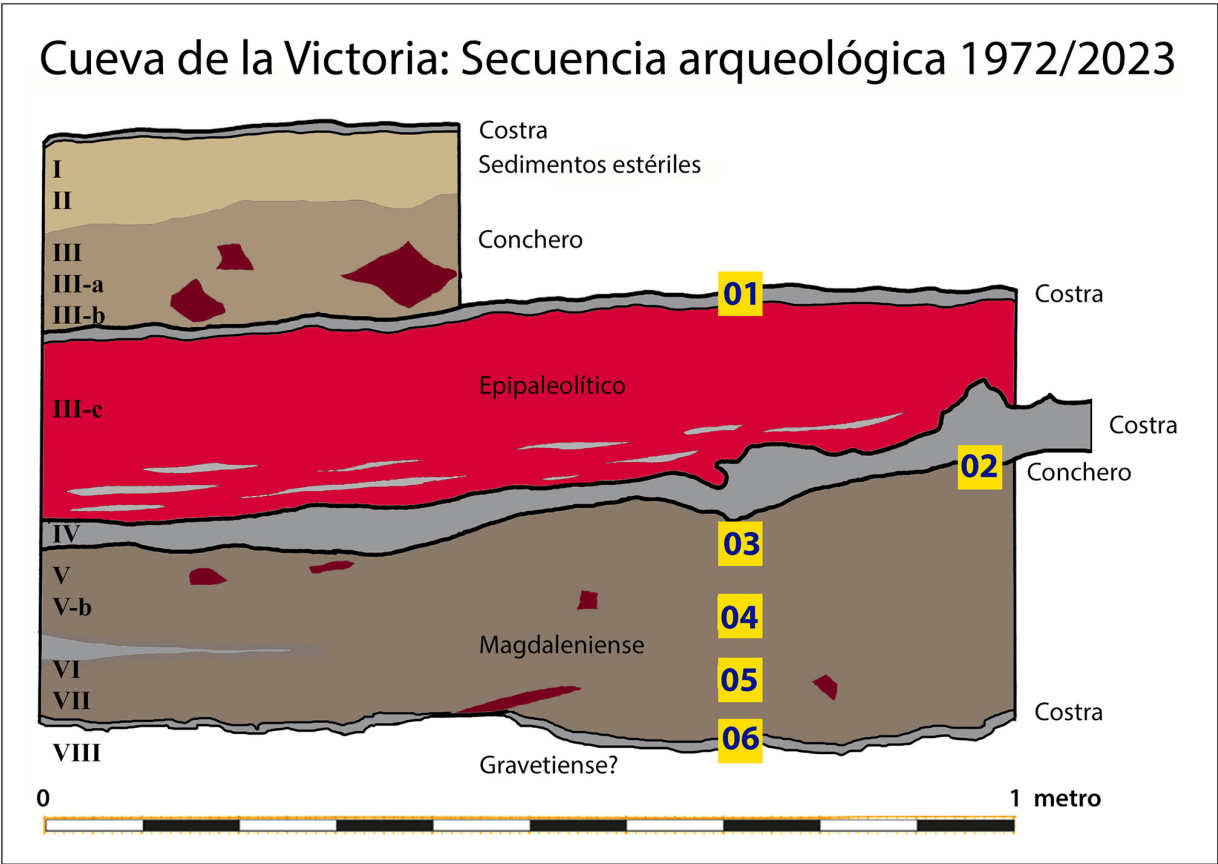 Cueva de la Victoria: Secuencia arqueológica 1972/2023
Costra
I
Sedimentos estériles
II
III
Conchero
III-a
III-b
01
Costra
Epipaleolítico
III-c
Costra
02
Conchero
IV
03
V
V-b
04
Magdaleniense
VI
05
VII
Costra
06
VIII
Gravetiense?
0
1 metro